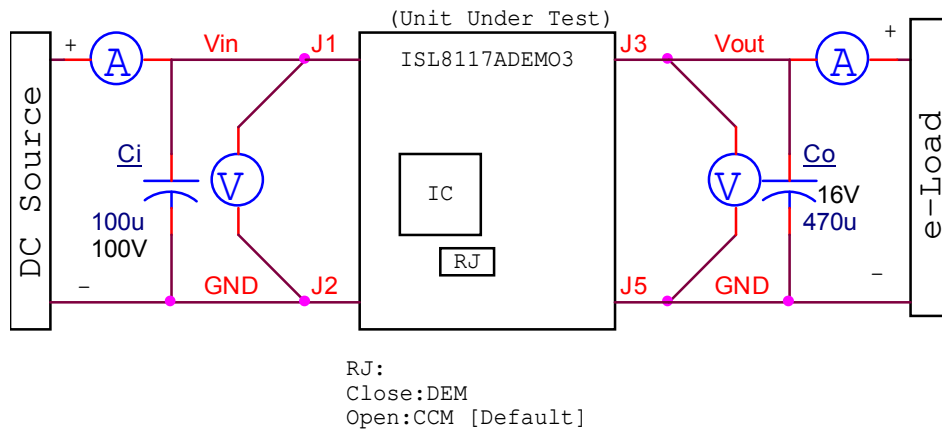 (Unit Under Test)
+
A
Vin
J1
ISL8117ADEMO3
J3
Vout
A
+
DC Source
Ci
100u
100V
V
IC
RJ
V
Co
16V
470u
e-Load
-
GND
J2
J5
GND
-
RJ:
Close:DEM
Open:CCM [Default]